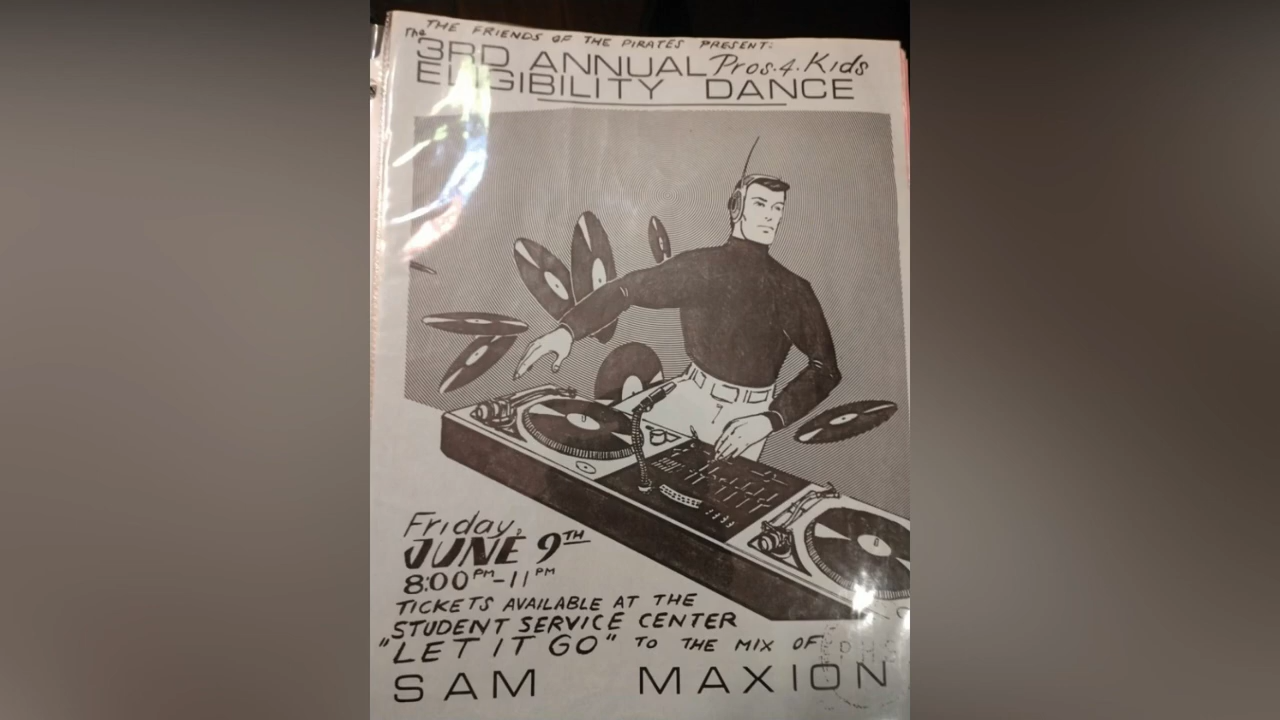 The THE FRIENDS OF THE PIRATES PRESENT:
3RD ANNUAL Pros.4.Kids
ELIGIBILITY DANCE
Friday,
JUNE 9TH
8:00PM-11PM
TICKETS AVAILABLE AT THE
STUDENT SERVICE CENTER
"LET IT GO" TO THE MIX OF
SAM MAXION